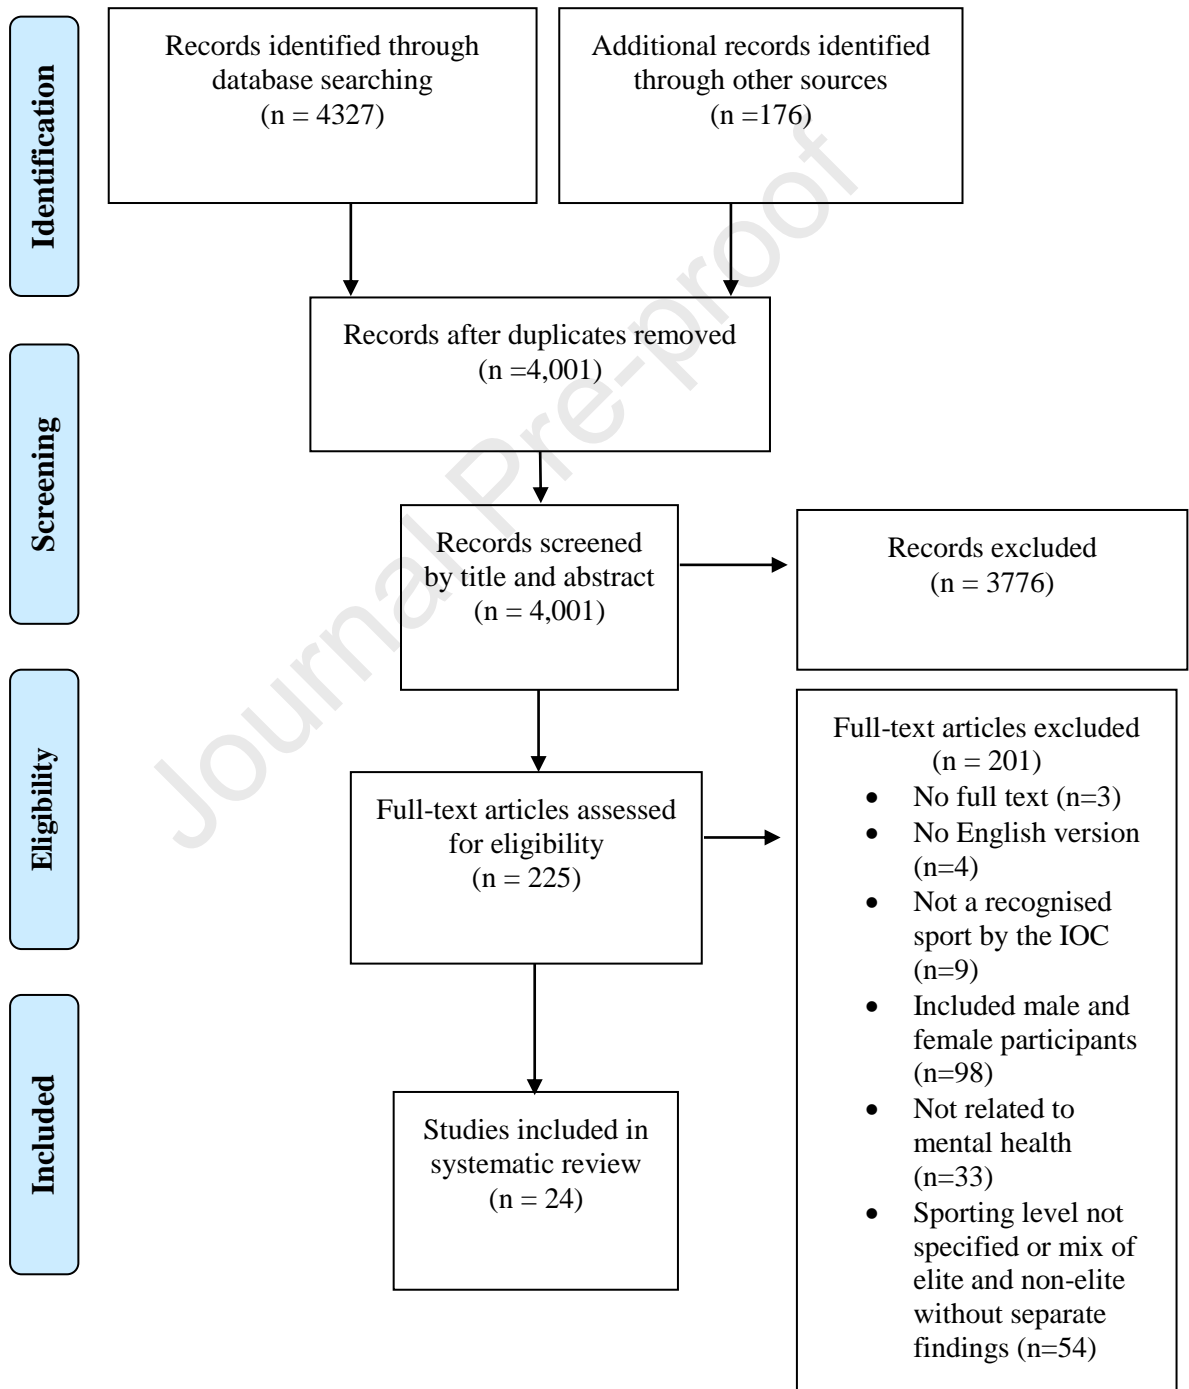 Identification
Records identified through
database searching
(n = 4327)
Additional records identified
through other sources
(n =176)
Records after duplicates removed
(n =4,001)
Screening
Records screened
by title and abstract
(n = 4,001)
Records excluded
(n = 3776)
Eligibility
Full-text articles assessed
for eligibility
(n = 225)
Full-text articles excluded
(n = 201)
• No full text (n=3)
• No English version
(n=4)
• Not a recognised
sport by the IOC
(n=9)
• Included male and
female participants
(n=98)
• Not related to
mental health
(n=33)
• Sporting level not
specified or mix of
elite and non-elite
without separate
findings (n=54)
Included
Studies included in
systematic review
(n = 24)
Journal Pre-proof